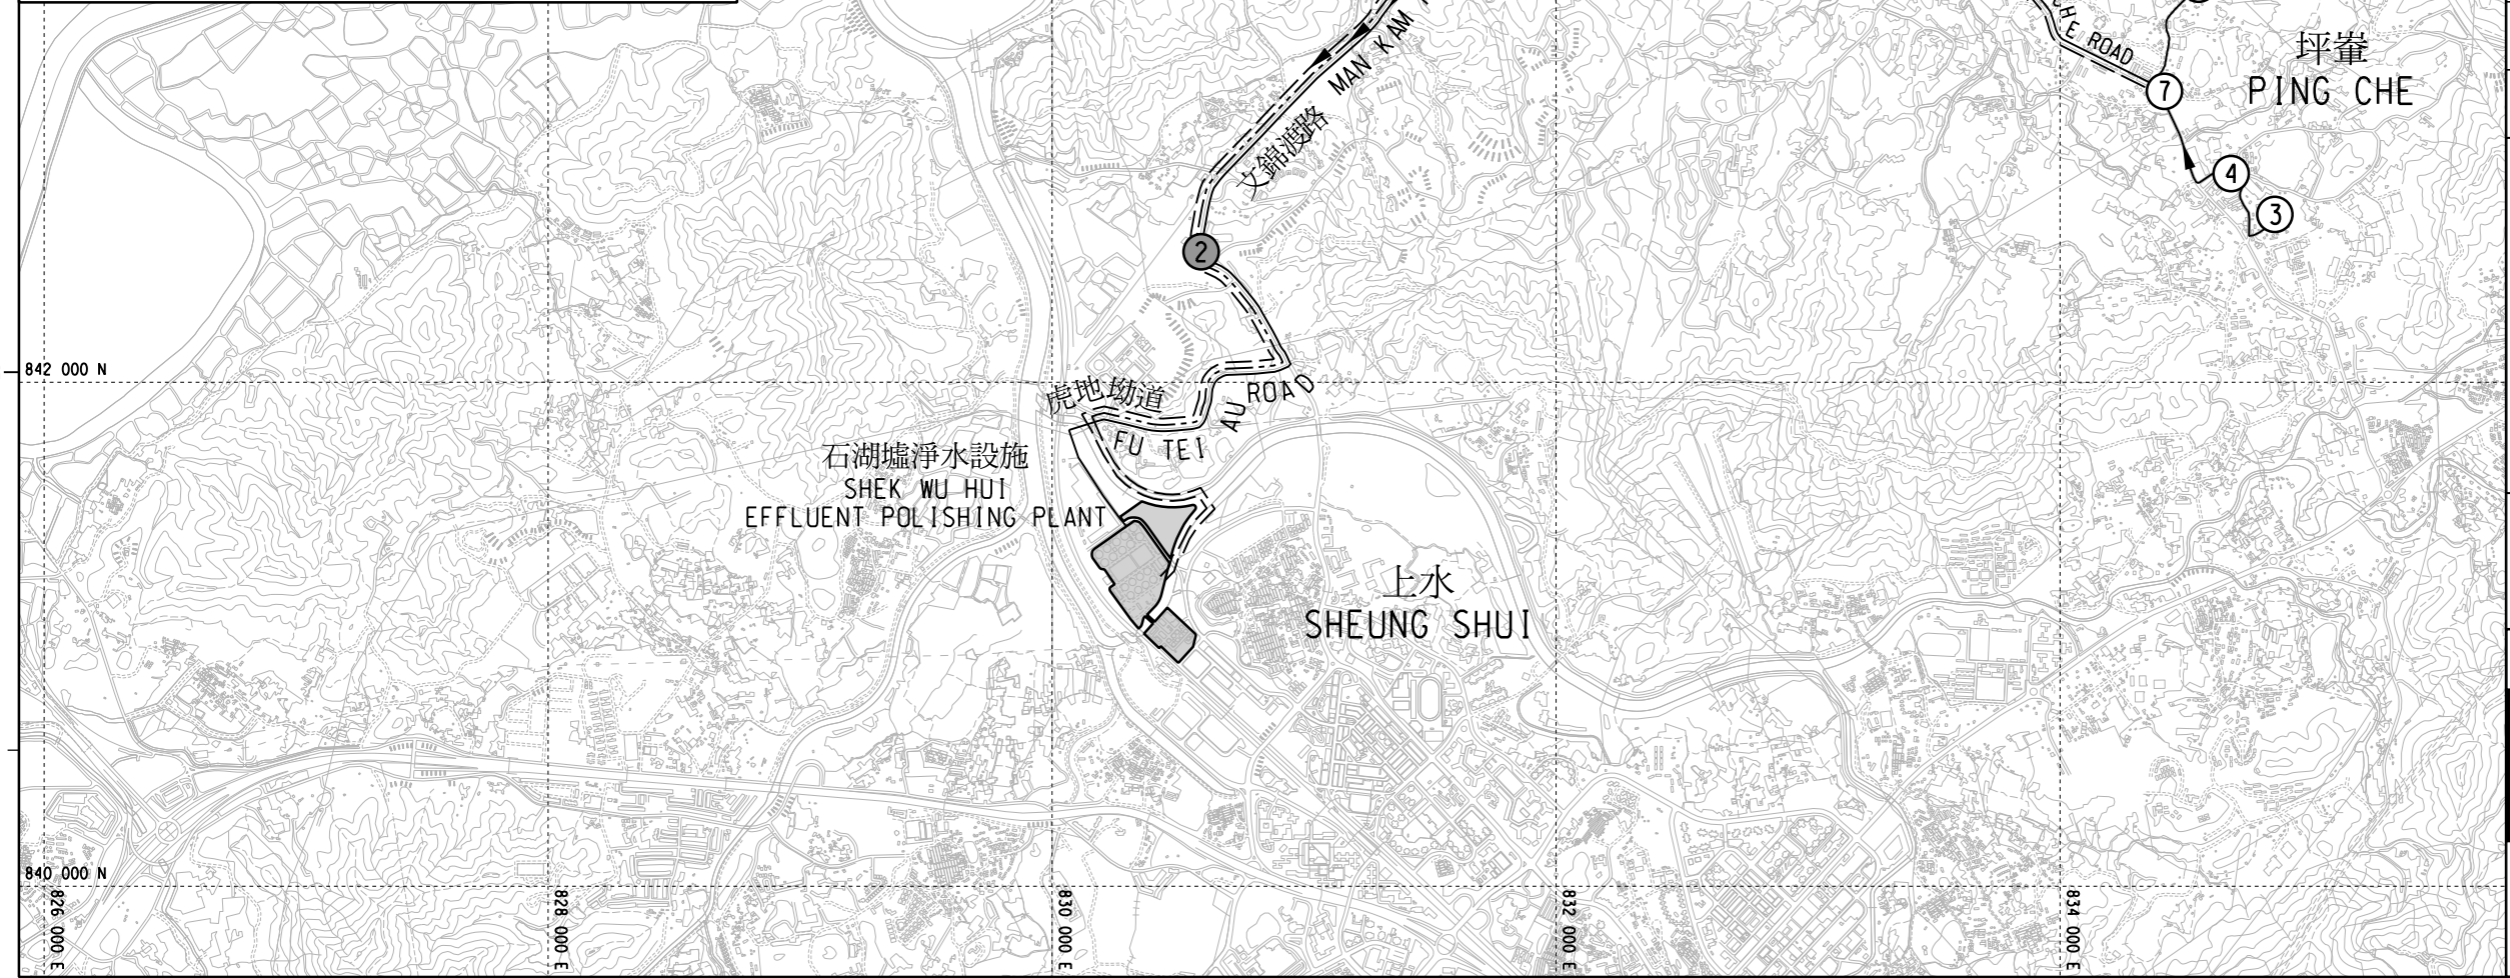 坪輋
PING CHE
CHE ROAD
MAN KAM
文錦渡路
7
4
3
2
842 000 N
虎地坳道
FU TEI AU ROAD
石湖墟淨水設施
SHEK WU HUI
EFFLUENT POLISHING PLANT
上水
SHEUNG SHUI
840 000 N
826 000 E
828 000 E
830 000 E
832 000 E
834 000 E